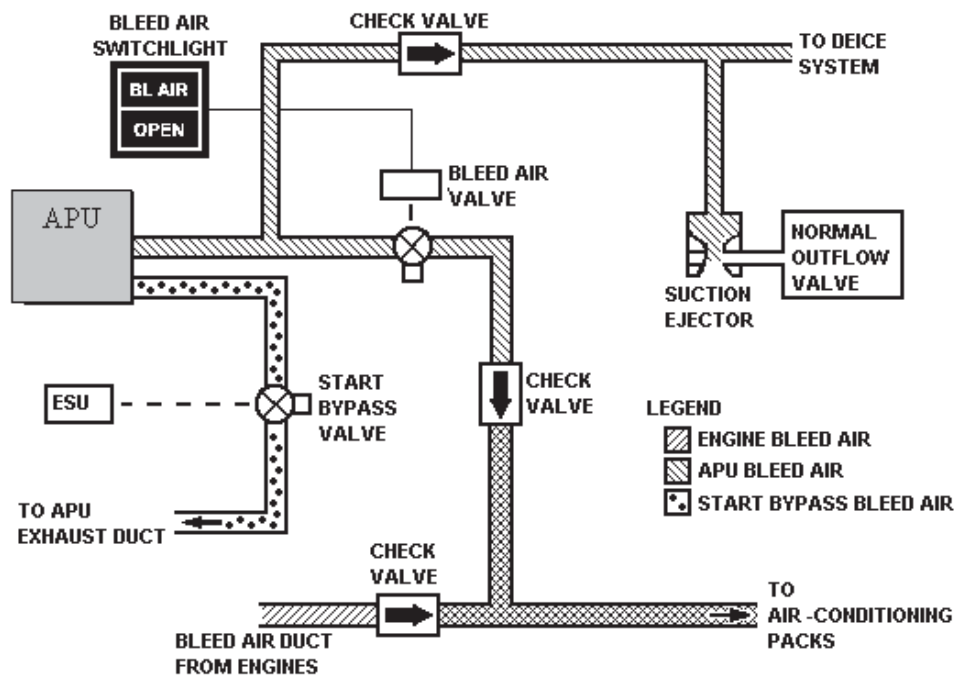 BLEED AIR
SWITCHLIGHT
BL AIR
OPEN
CHECK VALVE
TO DEICE
SYSTEM
BLEED AIR
VALVE
APU
NORMAL
OUTFLOW
VALVE
SUCTION
EJECTOR
ESU
START
BYPASS
VALVE
CHECK
VALVE
LEGEND
ENGINE BLEED AIR
APU BLEED AIR
START BYPASS BLEED AIR
TO APU
EXHAUST DUCT
CHECK
VALVE
BLEED AIR DUCT
FROM ENGINES
TO
AIR -CONDITIONING
PACKS